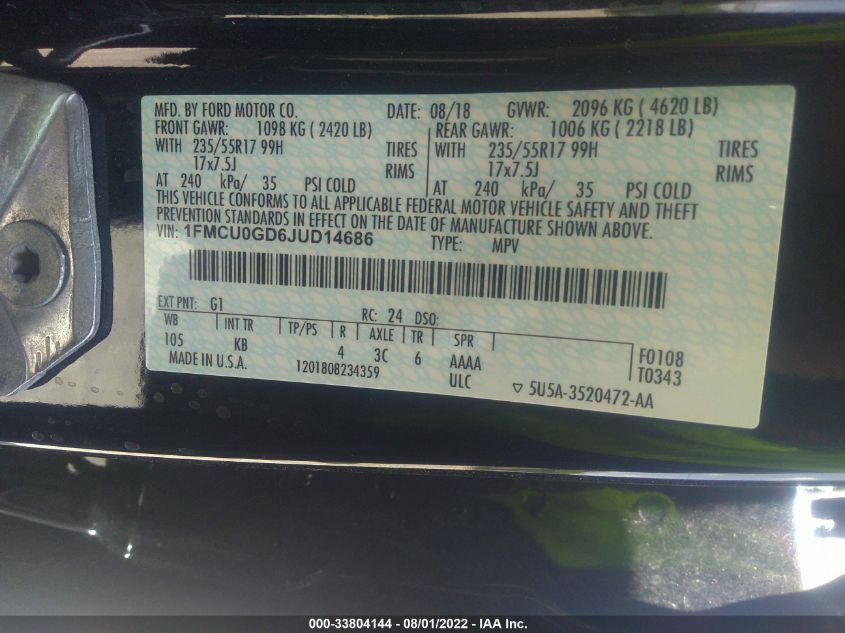 MFD. BY FORD MOTOR CO. DATE: 08/18 GVWR: 2096 KG ( 4620 LB)
FRONT GAWR: 1098 KG ( 2420 LB) REAR GAWR: 1006 KG ( 2218 LB)
WITH 235/55R17 99H TIRES WITH 235/55R17 99H TIRES
17x7.5J RIMS 17x7.5J RIMS
AT 240 kPa/ 35 PSI COLD AT 240 kPa/ 35 PSI COLD
THIS VEHICLE CONFORMS TO ALL APPLICABLE FEDERAL MOTOR VEHICLE SAFETY AND THEFT
PREVENTION STANDARDS IN EFFECT ON THE DATE OF MANUFACTURE SHOWN ABOVE.
VIN: 1FMCU0GD6JUD14686 TYPE: MPV
EXT PNT: G1 RC: 24 DSO:
WB INT TR TP/PS R AXLE TR SPR
105 KB 4 3C 6 AAAA F0108
MADE IN U.S.A. 1201808234359 ULC T0343
▽ 5U5A-3520472-AA
000-33804144 - 08/01/2022 - IAA Inc.